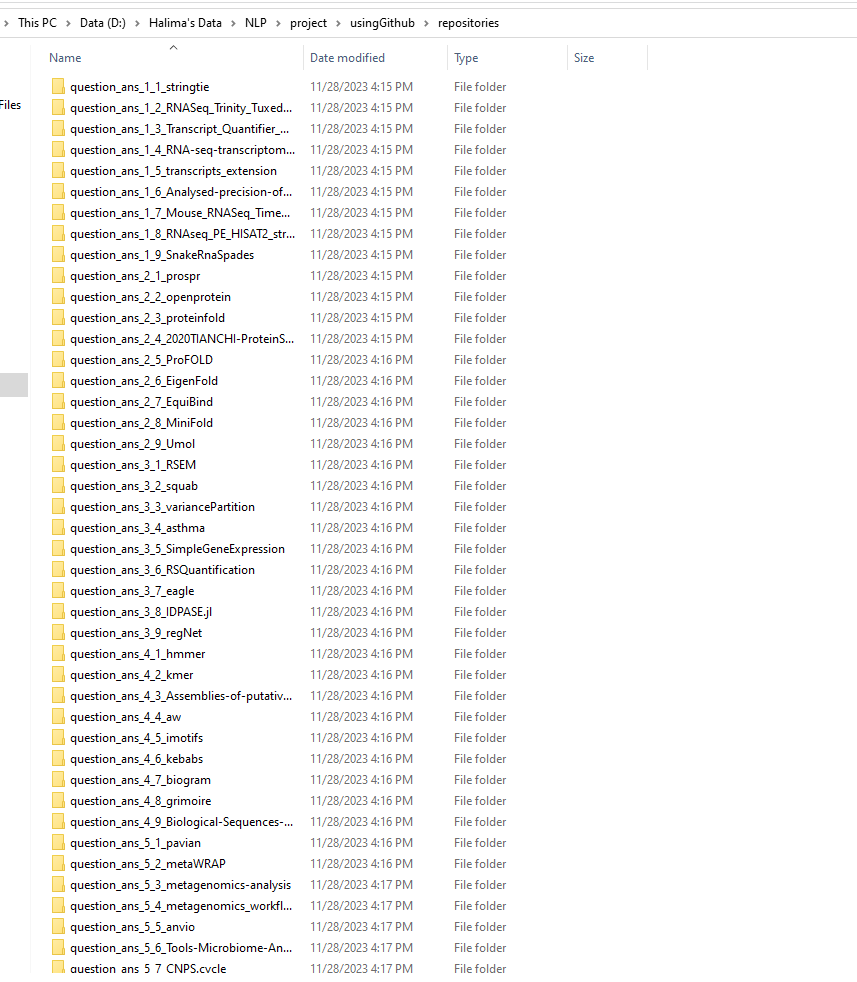 This PC > Data (D:) > Halima's Data > NLP > project > usingGithub > repositories
Name Date modified Type Size
Files
question_ans_1_1_stringtie 11/28/2023 4:15 PM File folder
question_ans_1_2_RNASeq_Trinity_Tuxed... 11/28/2023 4:15 PM File folder
question_ans_1_3_Transcript_Quantifier_... 11/28/2023 4:15 PM File folder
question_ans_1_4_RNA-seq-transcriptom... 11/28/2023 4:15 PM File folder
question_ans_1_5_transcripts_extension 11/28/2023 4:15 PM File folder
question_ans_1_6_Analysed-precision-of... 11/28/2023 4:15 PM File folder
question_ans_1_7_Mouse_RNASeq_Time... 11/28/2023 4:15 PM File folder
question_ans_1_8_RNAseq_PE_HISAT2_str... 11/28/2023 4:15 PM File folder
question_ans_1_9_SnakeRnaSpades 11/28/2023 4:15 PM File folder
question_ans_2_1_prospr 11/28/2023 4:15 PM File folder
question_ans_2_2_openprotein 11/28/2023 4:15 PM File folder
question_ans_2_3_proteinfold 11/28/2023 4:15 PM File folder
question_ans_2_4_2020TIANCHI-ProteinS... 11/28/2023 4:15 PM File folder
question_ans_2_5_ProFOLD 11/28/2023 4:16 PM File folder
question_ans_2_6_EigenFold 11/28/2023 4:16 PM File folder
question_ans_2_7_EquiBind 11/28/2023 4:16 PM File folder
question_ans_2_8_MiniFold 11/28/2023 4:16 PM File folder
question_ans_2_9_Umol 11/28/2023 4:16 PM File folder
question_ans_3_1_RSEM 11/28/2023 4:16 PM File folder
question_ans_3_2_squab 11/28/2023 4:16 PM File folder
question_ans_3_3_variancePartition 11/28/2023 4:16 PM File folder
question_ans_3_4_asthma 11/28/2023 4:16 PM File folder
question_ans_3_5_SimpleGeneExpression 11/28/2023 4:16 PM File folder
question_ans_3_6_RSQuantification 11/28/2023 4:16 PM File folder
question_ans_3_7_eagle 11/28/2023 4:16 PM File folder
question_ans_3_8_IDPASE.jl 11/28/2023 4:16 PM File folder
question_ans_3_9_regNet 11/28/2023 4:16 PM File folder
question_ans_4_1_hmmer 11/28/2023 4:16 PM File folder
question_ans_4_2_kmer 11/28/2023 4:16 PM File folder
question_ans_4_3_Assemblies-of-putativ... 11/28/2023 4:16 PM File folder
question_ans_4_4_aw 11/28/2023 4:16 PM File folder
question_ans_4_5_imotifs 11/28/2023 4:16 PM File folder
question_ans_4_6_kebabs 11/28/2023 4:16 PM File folder
question_ans_4_7_biogram 11/28/2023 4:16 PM File folder
question_ans_4_8_grimoire 11/28/2023 4:16 PM File folder
question_ans_4_9_Biological-Sequences-... 11/28/2023 4:16 PM File folder
question_ans_5_1_pavian 11/28/2023 4:16 PM File folder
question_ans_5_2_metaWRAP 11/28/2023 4:16 PM File folder
question_ans_5_3_metagenomics-analysis 11/28/2023 4:17 PM File folder
question_ans_5_4_metagenomics_workfl... 11/28/2023 4:17 PM File folder
question_ans_5_5_anvio 11/28/2023 4:17 PM File folder
question_ans_5_6_Tools-Microbiome-An... 11/28/2023 4:17 PM File folder
question_ans_5_7_CNPS.cycle 11/28/2023 4:17 PM File folder